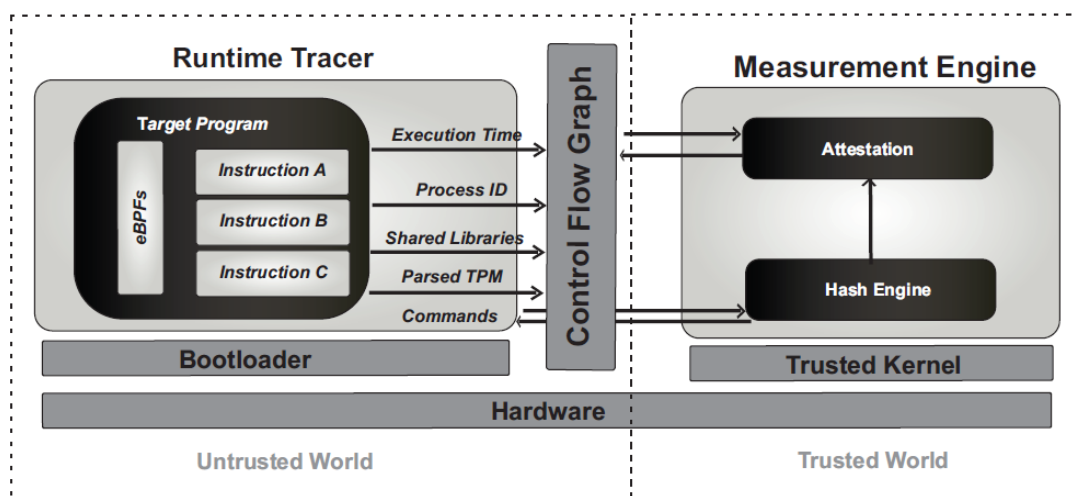 Runtime Tracer
Target Program
eBPFs
Instruction A
Instruction B
Instruction C
Execution Time
Process ID
Shared Libraries
Parsed TPM
Commands
Control Flow Graph
Measurement Engine
Attestation
Hash Engine
Bootloader
Trusted Kernel
Hardware
Untrusted World
Trusted World